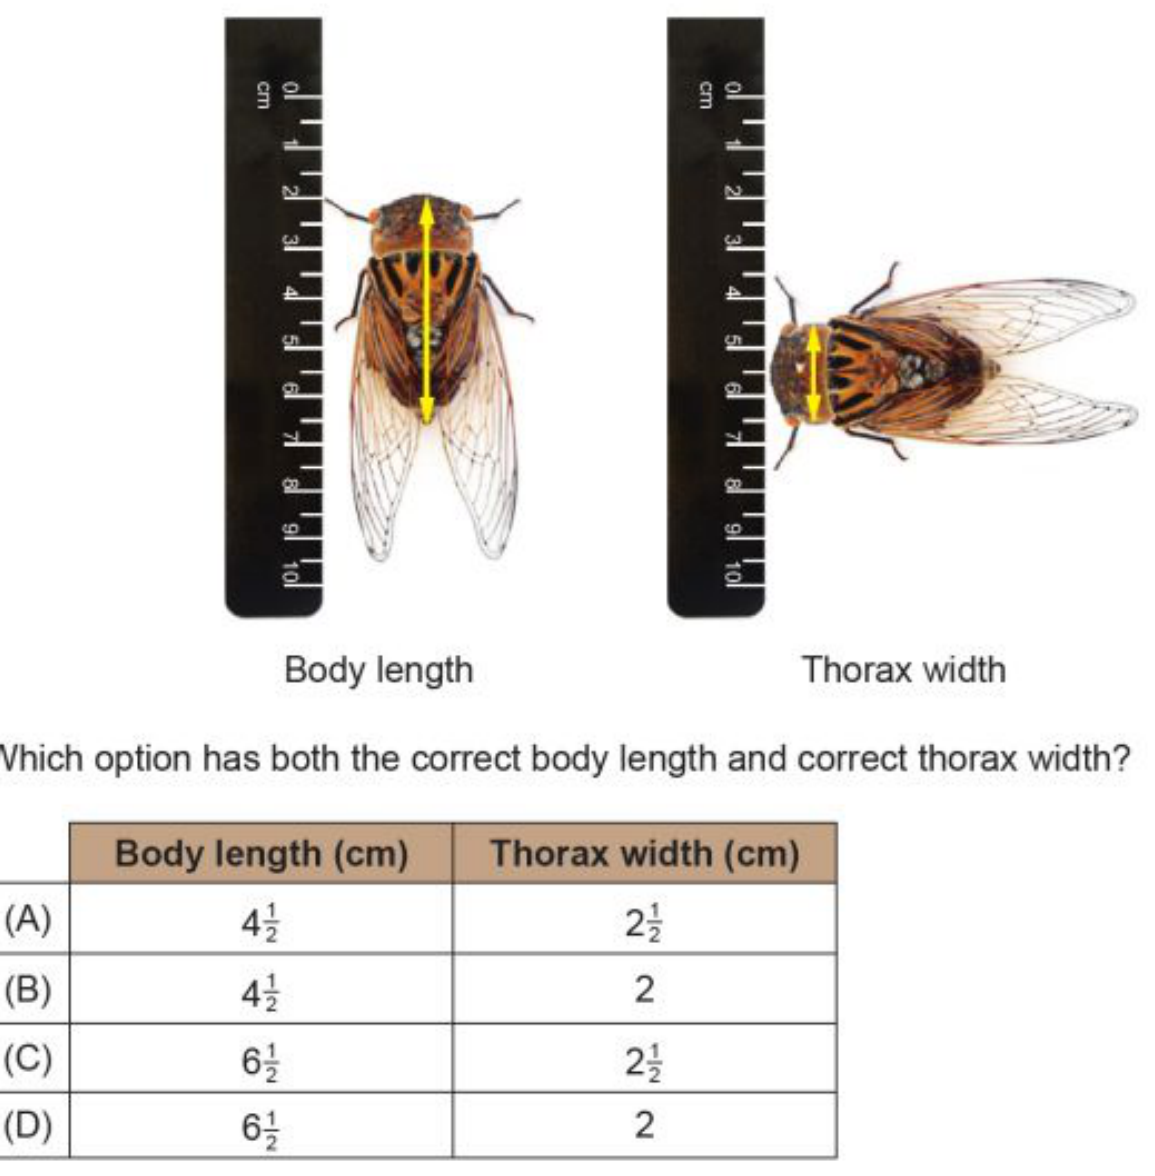 cm 0 1 2 3 4 5 6 7 8 9 10
cm 0 1 2 3 4 5 6 7 8 9 10
Body length
Thorax width
Which option has both the correct body length and correct thorax width?
Body length (cm) Thorax width (cm)
(A) 4½ 2½
(B) 4½ 2
(C) 6½ 2½
(D) 6½ 2